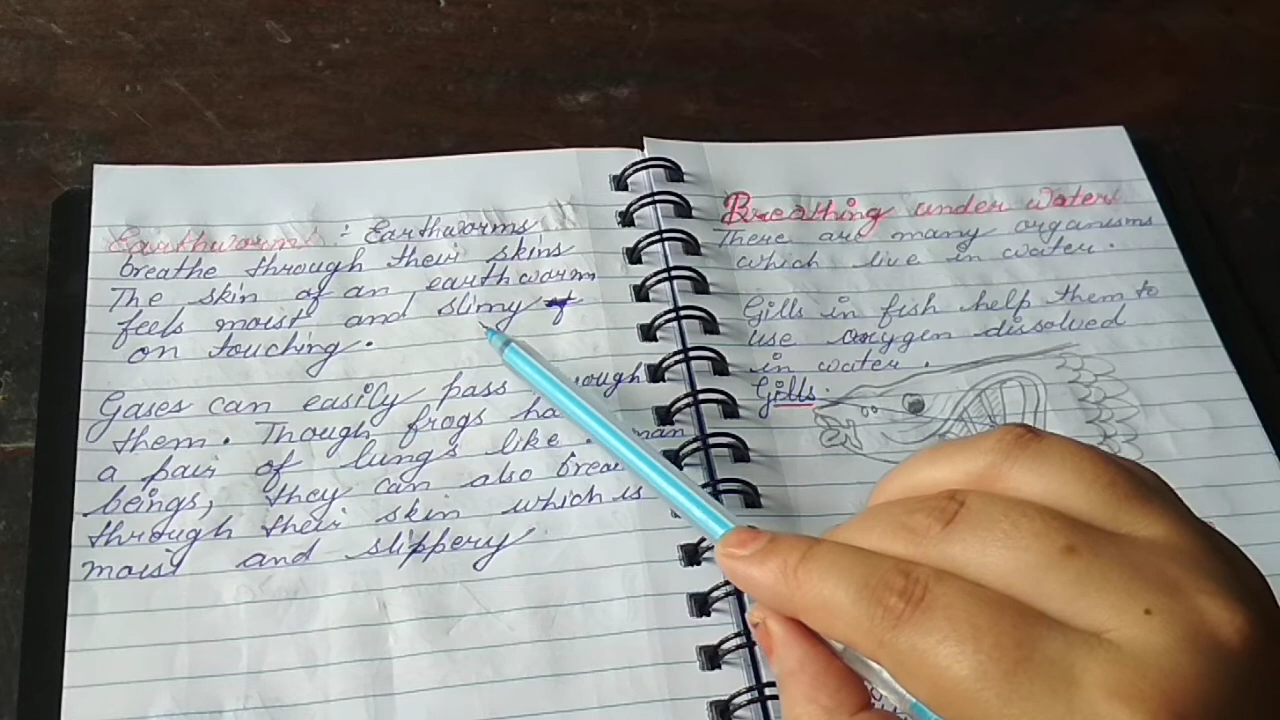 Earthworms :- Earthworms
breathe through their skins
The skin of an earthworm
feels moist and slimy
on touching.
Gases can easily pass
them. Though frogs
a pair of lungs like
beings, they can also
through their skin which is
moist and slippery.
Breathing under water
There are many organisms
which live in water.
Gills in fish help them to
use oxygen dissolved
in water.
Gills.